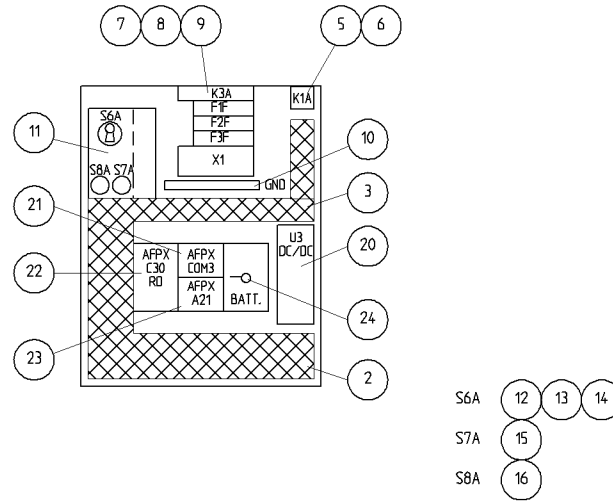 7 8 9 5 6
K3A K1A
F1F
S6A
F2F
F3F
11 10
X1
S8A S7A
GND
3
21
U3
DC/DC
20
AFPX
C30
RD
AFPX
COM3
22
AFPX
A21
BATT.
24
23
2
S6A 12 13 14
S7A 15
S8A 16